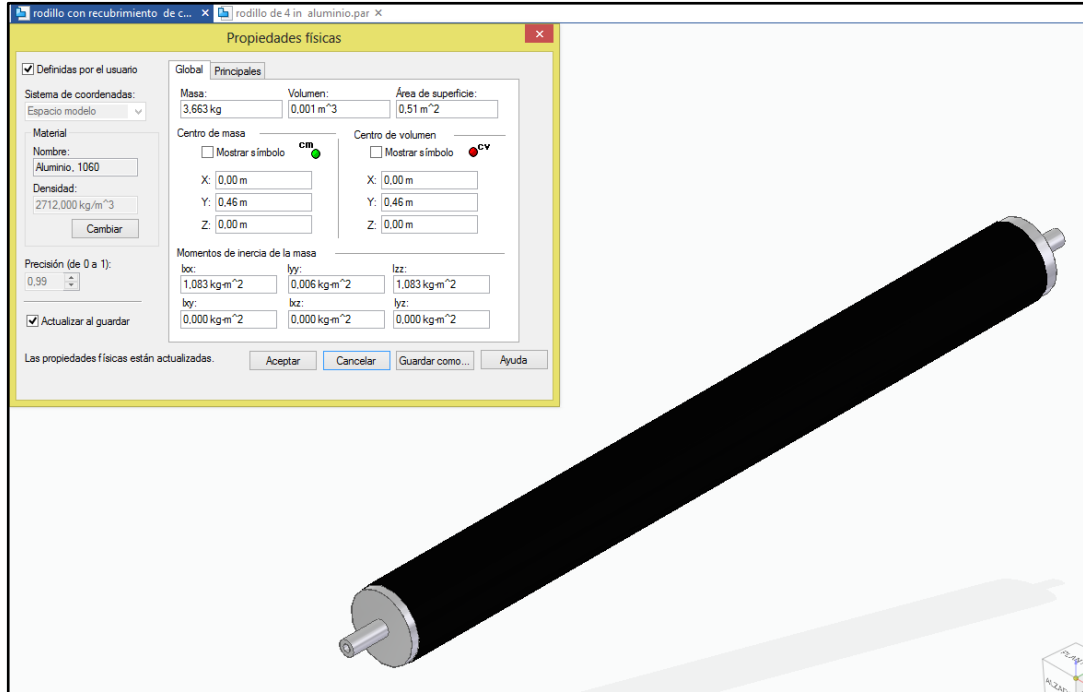 rodillo con recubrimiento de c... × rodillo de 4 in aluminio.par ×
Propiedades físicas
Definidas por el usuario
Sistema de coordenadas:
Espacio modelo
Material
Nombre:
Aluminio, 1060
Densidad:
2712,000 kg/m^3
Cambiar
Precisión (de 0 a 1):
0,99
Actualizar al guardar
Global Principales
Masa: Volumen: Área de superficie:
3,663 kg 0,001 m^3 0,51 m^2
Centro de masa Centro de volumen
Mostrar símbolo cm Mostrar símbolo cv
X: 0,00 m X: 0,00 m
Y: 0,46 m Y: 0,46 m
Z: 0,00 m Z: 0,00 m
Momentos de inercia de la masa
Ixx: Iyy: Izz:
1,083 kg-m^2 0,006 kg-m^2 1,083 kg-m^2
Ixy: Ixz: Iyz:
0,000 kg-m^2 0,000 kg-m^2 0,000 kg-m^2
Las propiedades físicas están actualizadas. Aceptar Cancelar Guardar como... Ayuda